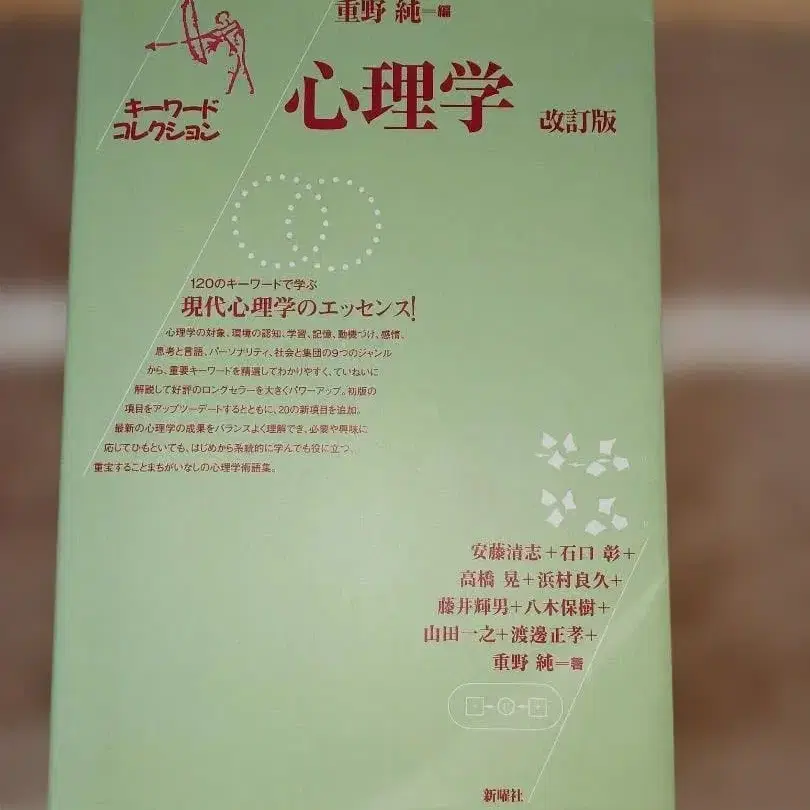 重野 純=編
キーワード
コレクション
心理学 改訂版
120のキーワードで学ぶ
現代心理学のエッセンス!
心理学の対象、環境の認知、学習、記憶、動機づけ、感情、
思考と言語、パーソナリティ、社会と集団の9つのジャンル
から、重要キーワードを精選してわかりやすく、ていねいに
解説して好評のロングセラーを大きくパワーアップ。初版の
項目をアップツーデートするとともに、20の新項目を追加。
最新の心理学の成果をバランスよく理解でき、必要や興味に
応じてひもといても、はじめから系統的に学んでも役に立つ、
重宝することまちがいなしの心理学術語集。
安藤清志+石口 彰+
高橋 晃+浜村良久+
藤井輝男+八木保樹+
山田一之+渡邊正孝+
重野 純=著
新曜社